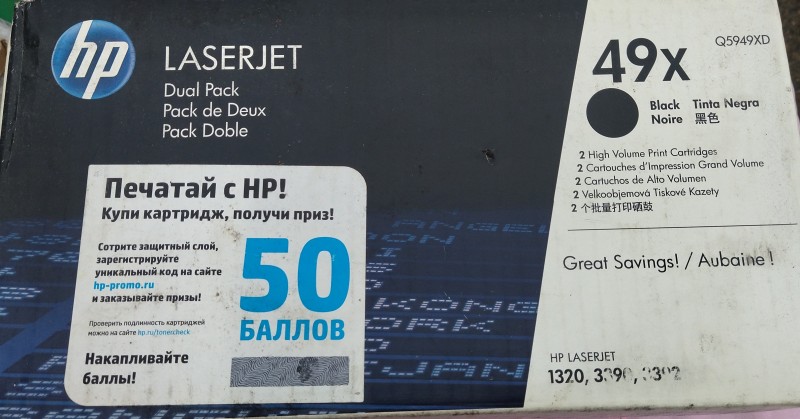 hp
LASERJET
Dual Pack
Pack de Deux
Pack Doble
Q5949XD
49x
Black Tinta Negra
Noire 黑色
2 High Volume Print Cartridges
2 Cartouches d'Impression Grand Volume
2 Cartuchos de Alto Volumen
2 Velkoobjemová Tiskové Kazety
2 个批量打印硒鼓
Great Savings! / Aubaine !
HP LASERJET
1320, 3390, 3392
Печатай с HP!
Купи картридж, получи приз!
Сотрите защитный слой,
зарегистрируйте
уникальный код на сайте
hp-promo.ru
и заказывайте призы!
50
БАЛЛОВ
Проверить подлинность картриджей
можно на сайте hp.ru/tonercheck
Накапливайте
баллы!